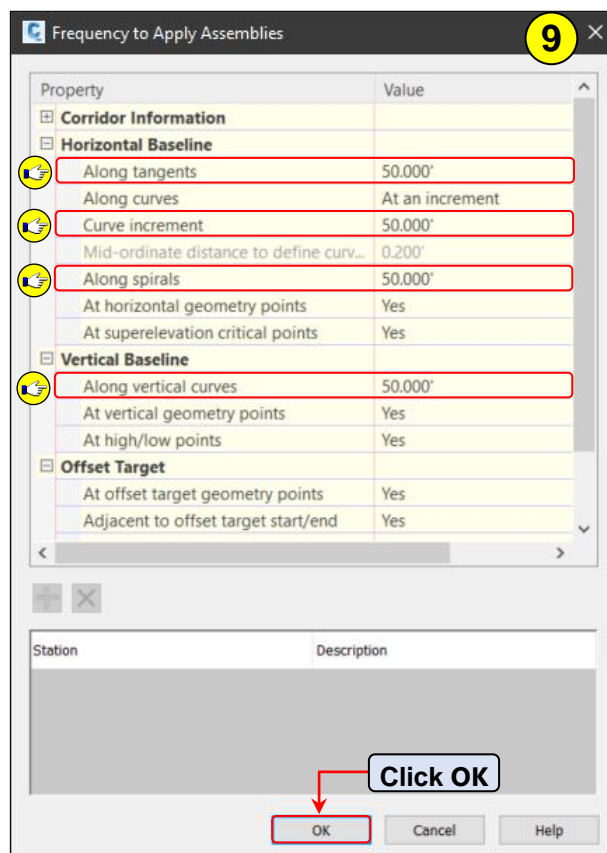 Frequency to Apply Assemblies
9
Property Value
Corridor Information
Horizontal Baseline
Along tangents 50.000'
Along curves At an increment
Curve increment 50.000'
Mid-ordinate distance to define curv... 0.200'
Along spirals 50.000'
At horizontal geometry points Yes
At superelevation critical points Yes
Vertical Baseline
Along vertical curves 50.000'
At vertical geometry points Yes
At high/low points Yes
Offset Target
At offset target geometry points Yes
Adjacent to offset target start/end Yes
Station Description
Click OK
OK Cancel Help